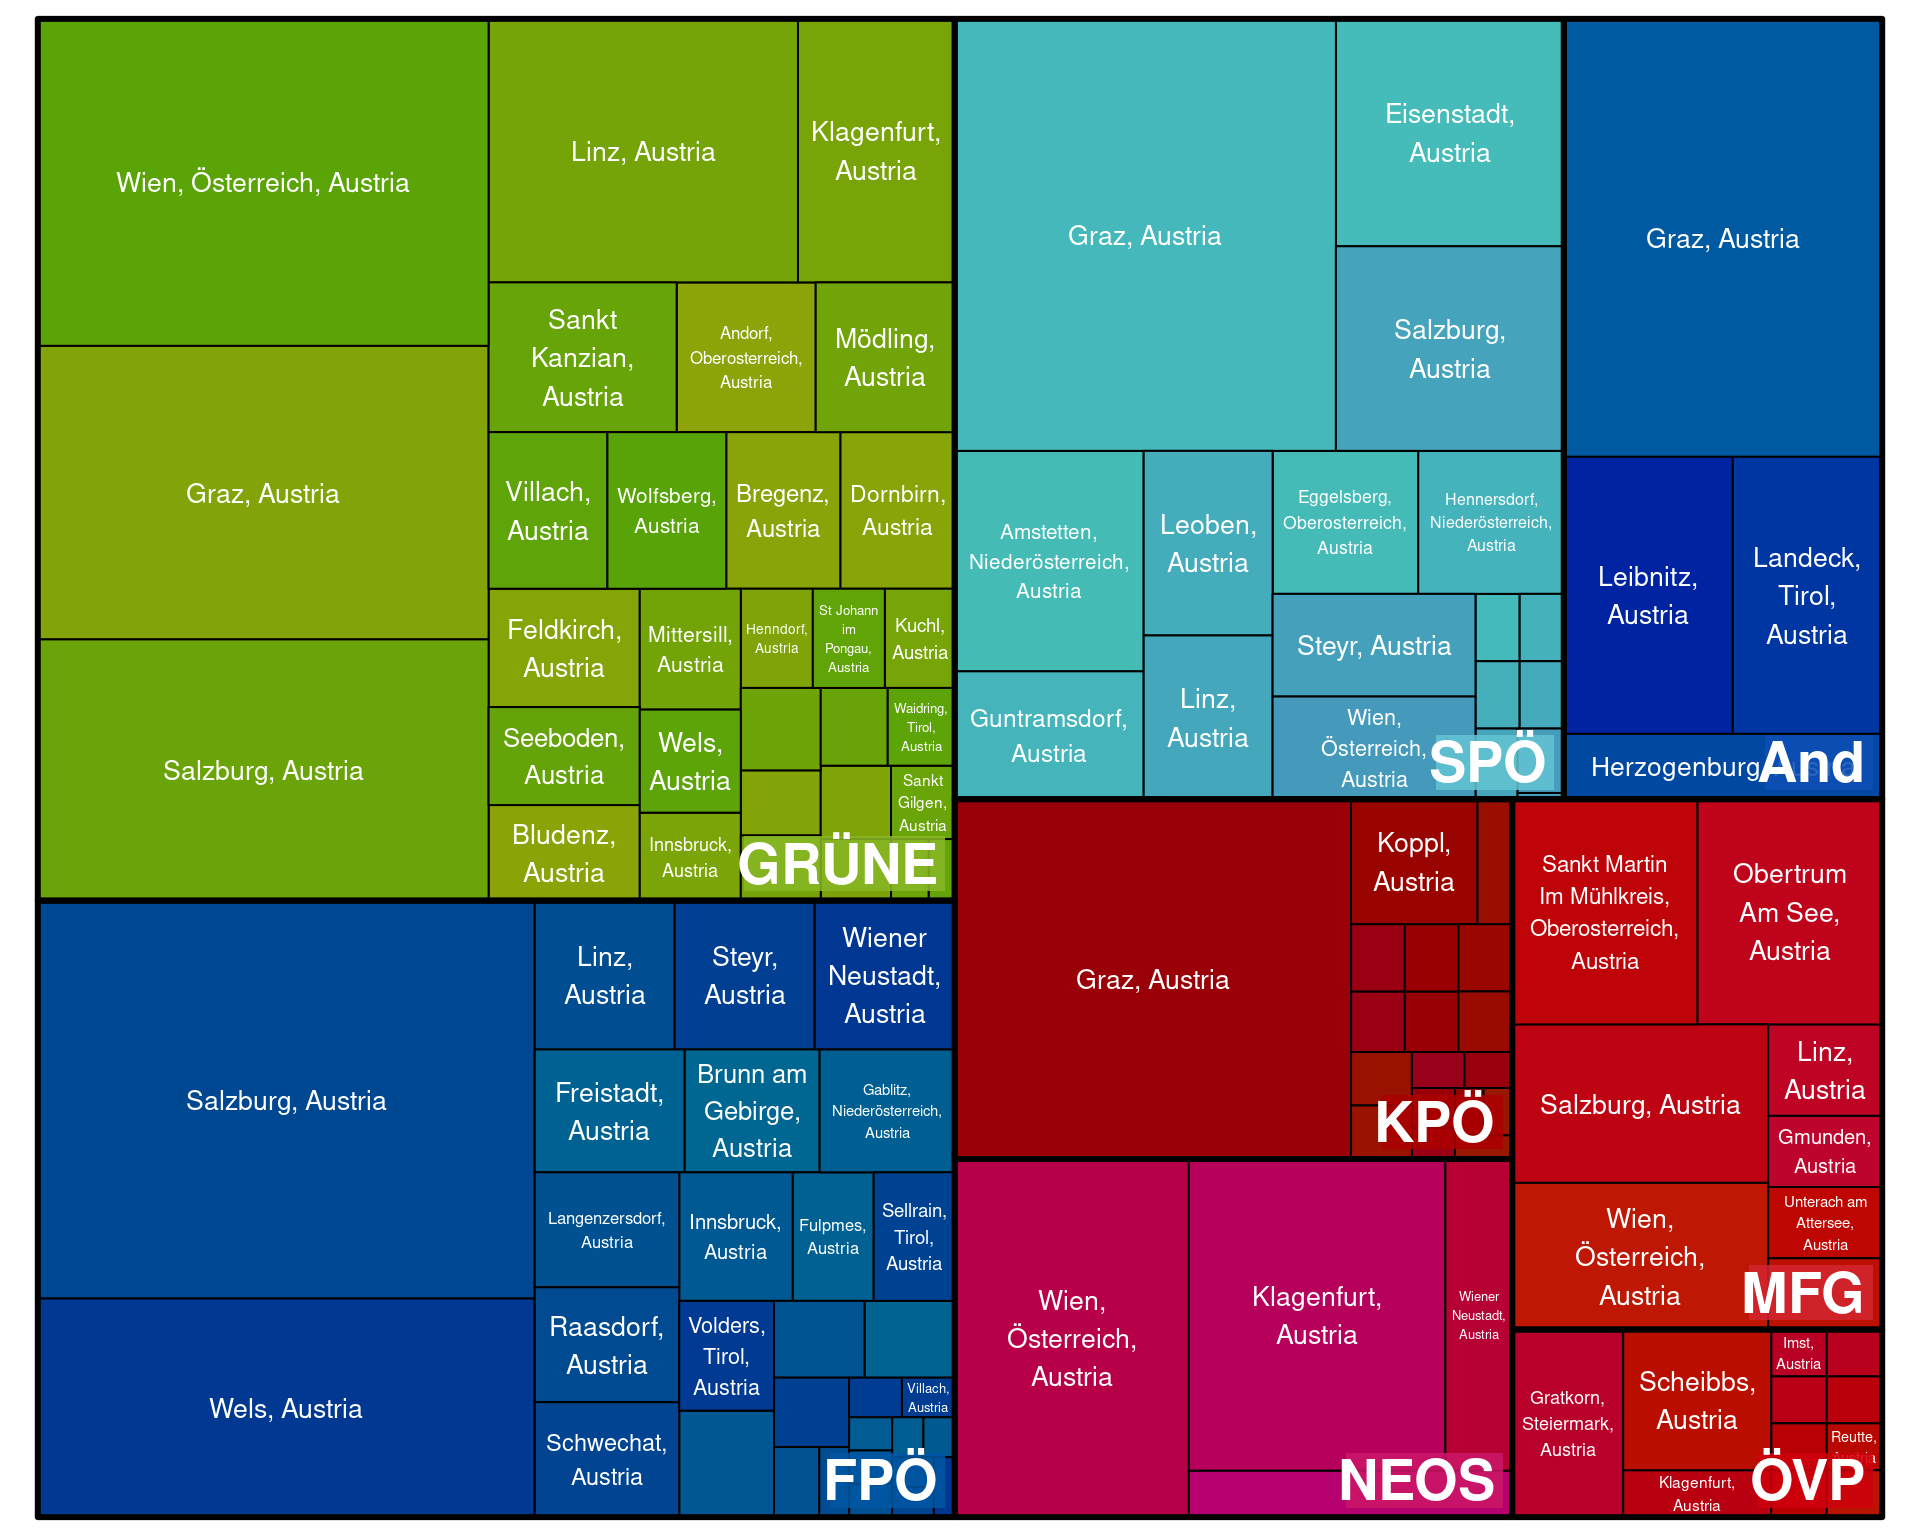 Wien, Österreich, Austria
Graz, Austria
Salzburg, Austria
Linz, Austria
Klagenfurt,
Austria
Sankt
Kanzian,
Austria
Andorf,
Oberosterreich,
Austria
Mödling,
Austria
Villach,
Austria
Wolfsberg,
Austria
Bregenz,
Austria
Dornbirn,
Austria
Feldkirch,
Austria
Mittersill,
Austria
Henndorf,
Austria
St Johann
im
Pongau,
Austria
Kuchl,
Austria
Seeboden,
Austria
Wels,
Austria
Waidring,
Tirol,
Austria
Bludenz,
Austria
Innsbruck,
Austria
Sankt
Gilgen,
Austria
GRÜNE
Salzburg, Austria
Wels, Austria
Linz,
Austria
Steyr,
Austria
Wiener
Neustadt,
Austria
Freistadt,
Austria
Brunn am
Gebirge,
Austria
Gablitz,
Niederösterreich,
Austria
Langenzersdorf,
Austria
Innsbruck,
Austria
Fulpmes,
Austria
Sellrain,
Tirol,
Austria
Raasdorf,
Austria
Volders,
Tirol,
Austria
Villach,
Austria
Schwechat,
Austria
FPÖ
Graz, Austria
Eisenstadt,
Austria
Salzburg,
Austria
Amstetten,
Niederösterreich,
Austria
Leoben,
Austria
Eggelsberg,
Oberosterreich,
Austria
Hennersdorf,
Niederösterreich,
Austria
Guntramsdorf,
Austria
Linz,
Austria
Steyr, Austria
Wien,
Österreich,
Austria
SPÖ
Graz, Austria
Leibnitz,
Austria
Landeck,
Tirol,
Austria
Herzogenburg,
And
Graz, Austria
Koppl,
Austria
KPÖ
Wien,
Österreich,
Austria
Klagenfurt,
Austria
Wiener
Neustadt,
Austria
NEOS
Sankt Martin
Im Mühlkreis,
Oberosterreich,
Austria
Obertrum
Am See,
Austria
Salzburg, Austria
Linz,
Austria
Gmunden,
Austria
Wien,
Österreich,
Austria
Unterach am
Attersee,
Austria
MFG
Gratkorn,
Steiermark,
Austria
Scheibbs,
Austria
Imst,
Austria
Reutte,
Klagenfurt,
Austria
ÖVP